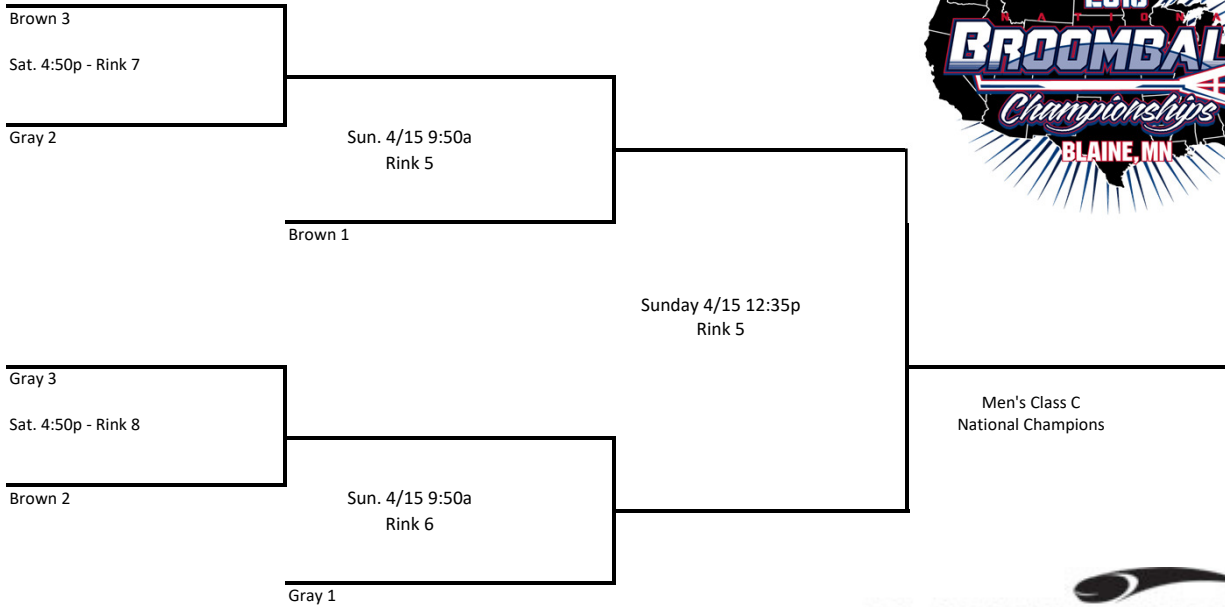 Brown 3
Sat. 4:50p - Rink 7
Gray 2
Sun. 4/15 9:50a
Rink 5
Brown 1
Sunday 4/15 12:35p
Rink 5
Gray 3
Sat. 4:50p - Rink 8
Brown 2
Sun. 4/15 9:50a
Rink 6
Gray 1
Men's Class C
National Champions
BROOMBAL
Championships
BLAINE, MN